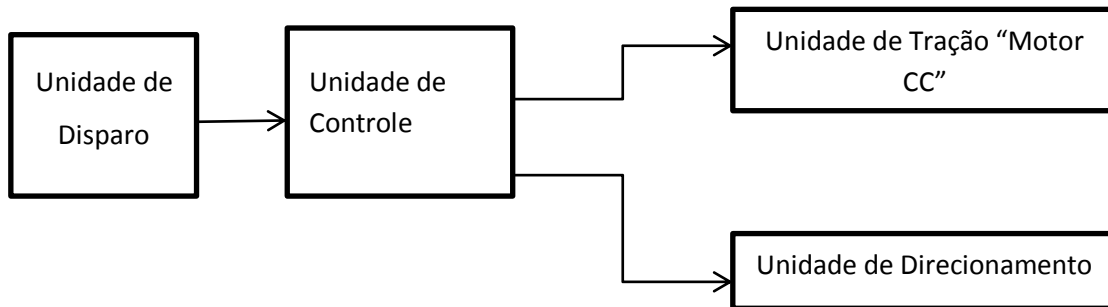 Unidade de
Disparo
Unidade de
Controle
Unidade de Tração “Motor
CC”
Unidade de Direcionamento